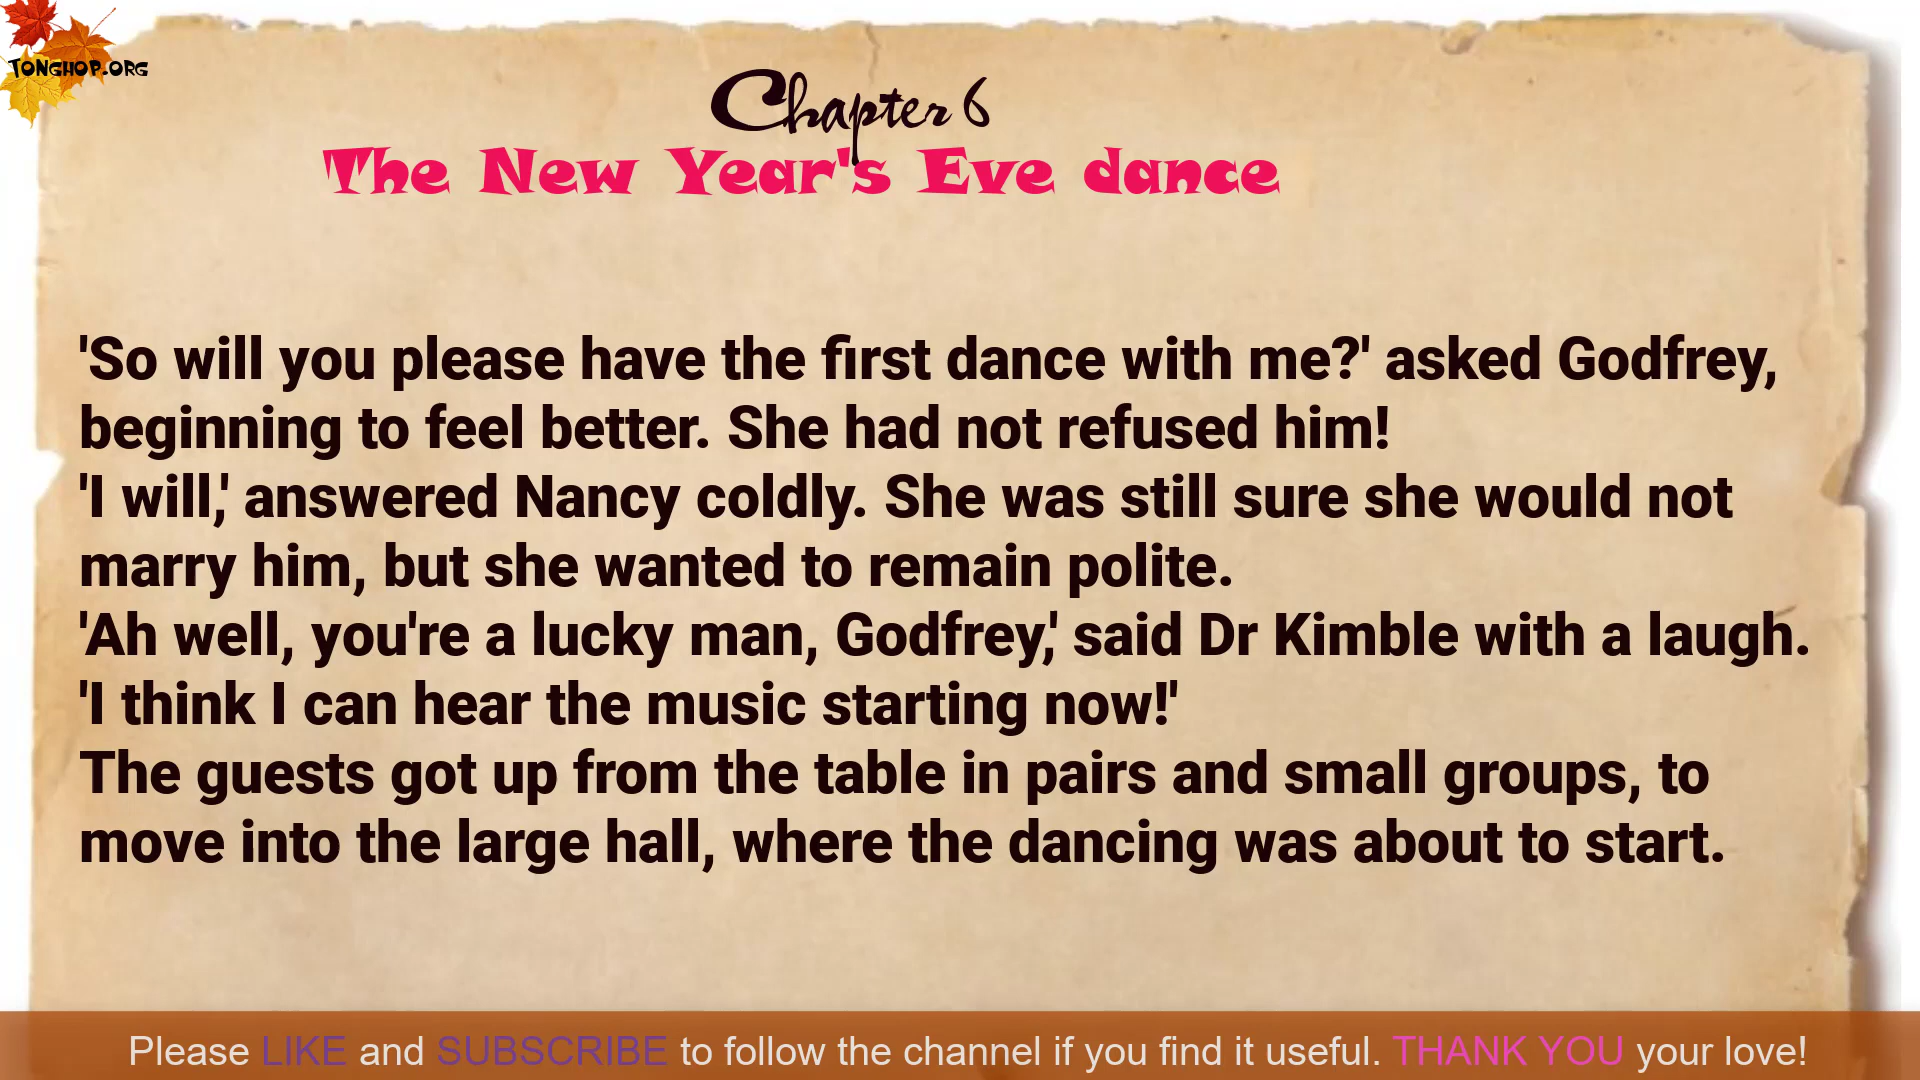 TONGHOP.ORG
Chapter 6
The New Year's Eve dance
'So will you please have the first dance with me?' asked Godfrey,
beginning to feel better. She had not refused him!
'I will,' answered Nancy coldly. She was still sure she would not
marry him, but she wanted to remain polite.
'Ah well, you're a lucky man, Godfrey,' said Dr Kimble with a laugh.
'I think I can hear the music starting now!'
The guests got up from the table in pairs and small groups, to
move into the large hall, where the dancing was about to start.
Please LIKE and SUBSCRIBE to follow the channel if you find it useful. THANK YOU your love!